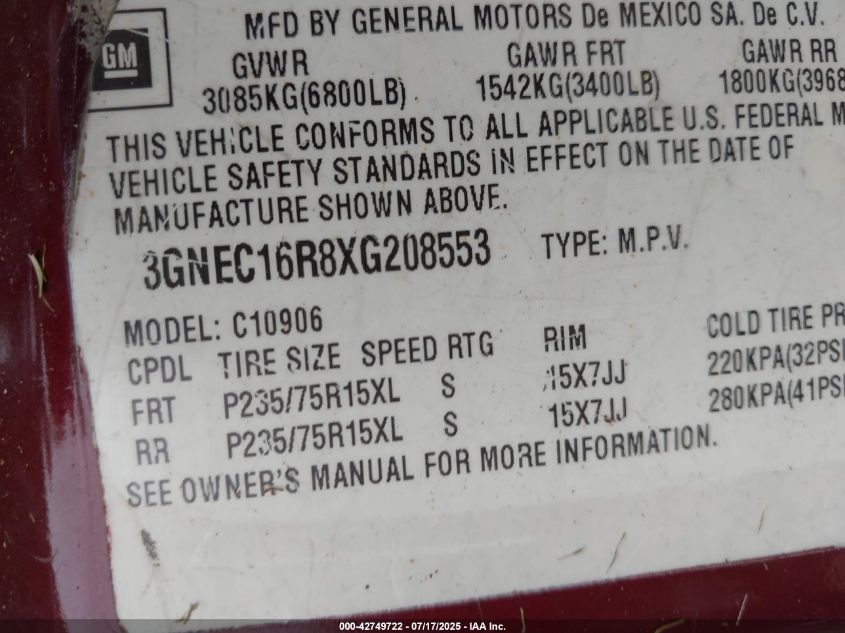 MFD BY GENERAL MOTORS De MEXICO SA. De C.V.
GM
GVWR GAWR FRT GAWR RR
3085KG(6800LB) 1542KG(3400LB) 1800KG(3968
THIS VEHICLE CONFORMS TO ALL APPLICABLE U.S. FEDERAL M
VEHICLE SAFETY STANDARDS IN EFFECT ON THE DATE OF
MANUFACTURE SHOWN ABOVE.
3GNEC16R8XG208553 TYPE: M.P.V.
MODEL: C10906
CPDL TIRE SIZE SPEED RTG RIM COLD TIRE PR
FRT P235/75R15XL S 15X7JJ 220KPA(32PSI
RR P235/75R15XL S 15X7JJ 280KPA(41PSI
SEE OWNER'S MANUAL FOR MORE INFORMATION.
000-42749722 - 07/17/2025 - IAA Inc.